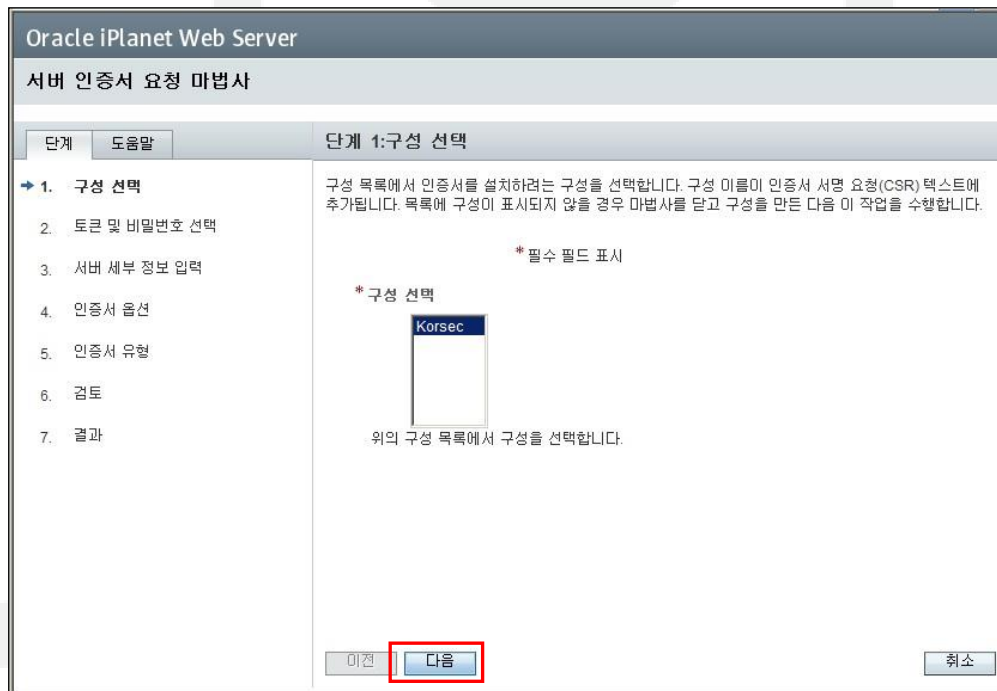 Oracle iPlanet Web Server
서버 인증서 요청 마법사
단계
도움말
1. 구성 선택
2. 토큰 및 비밀번호 선택
3. 서버 세부 정보 입력
4. 인증서 옵션
5. 인증서 유형
6. 검토
7. 결과
단계 1:구성 선택
구성 목록에서 인증서를 설치하려는 구성을 선택합니다. 구성 이름이 인증서 서명 요청(CSR) 텍스트에
추가됩니다. 목록에 구성이 표시되지 않을 경우 마법사를 닫고 구성을 만든 다음 이 작업을 수행합니다.
* 필수 필드 표시
* 구성 선택
Korsec
위의 구성 목록에서 구성을 선택합니다.
이전
다음
취소